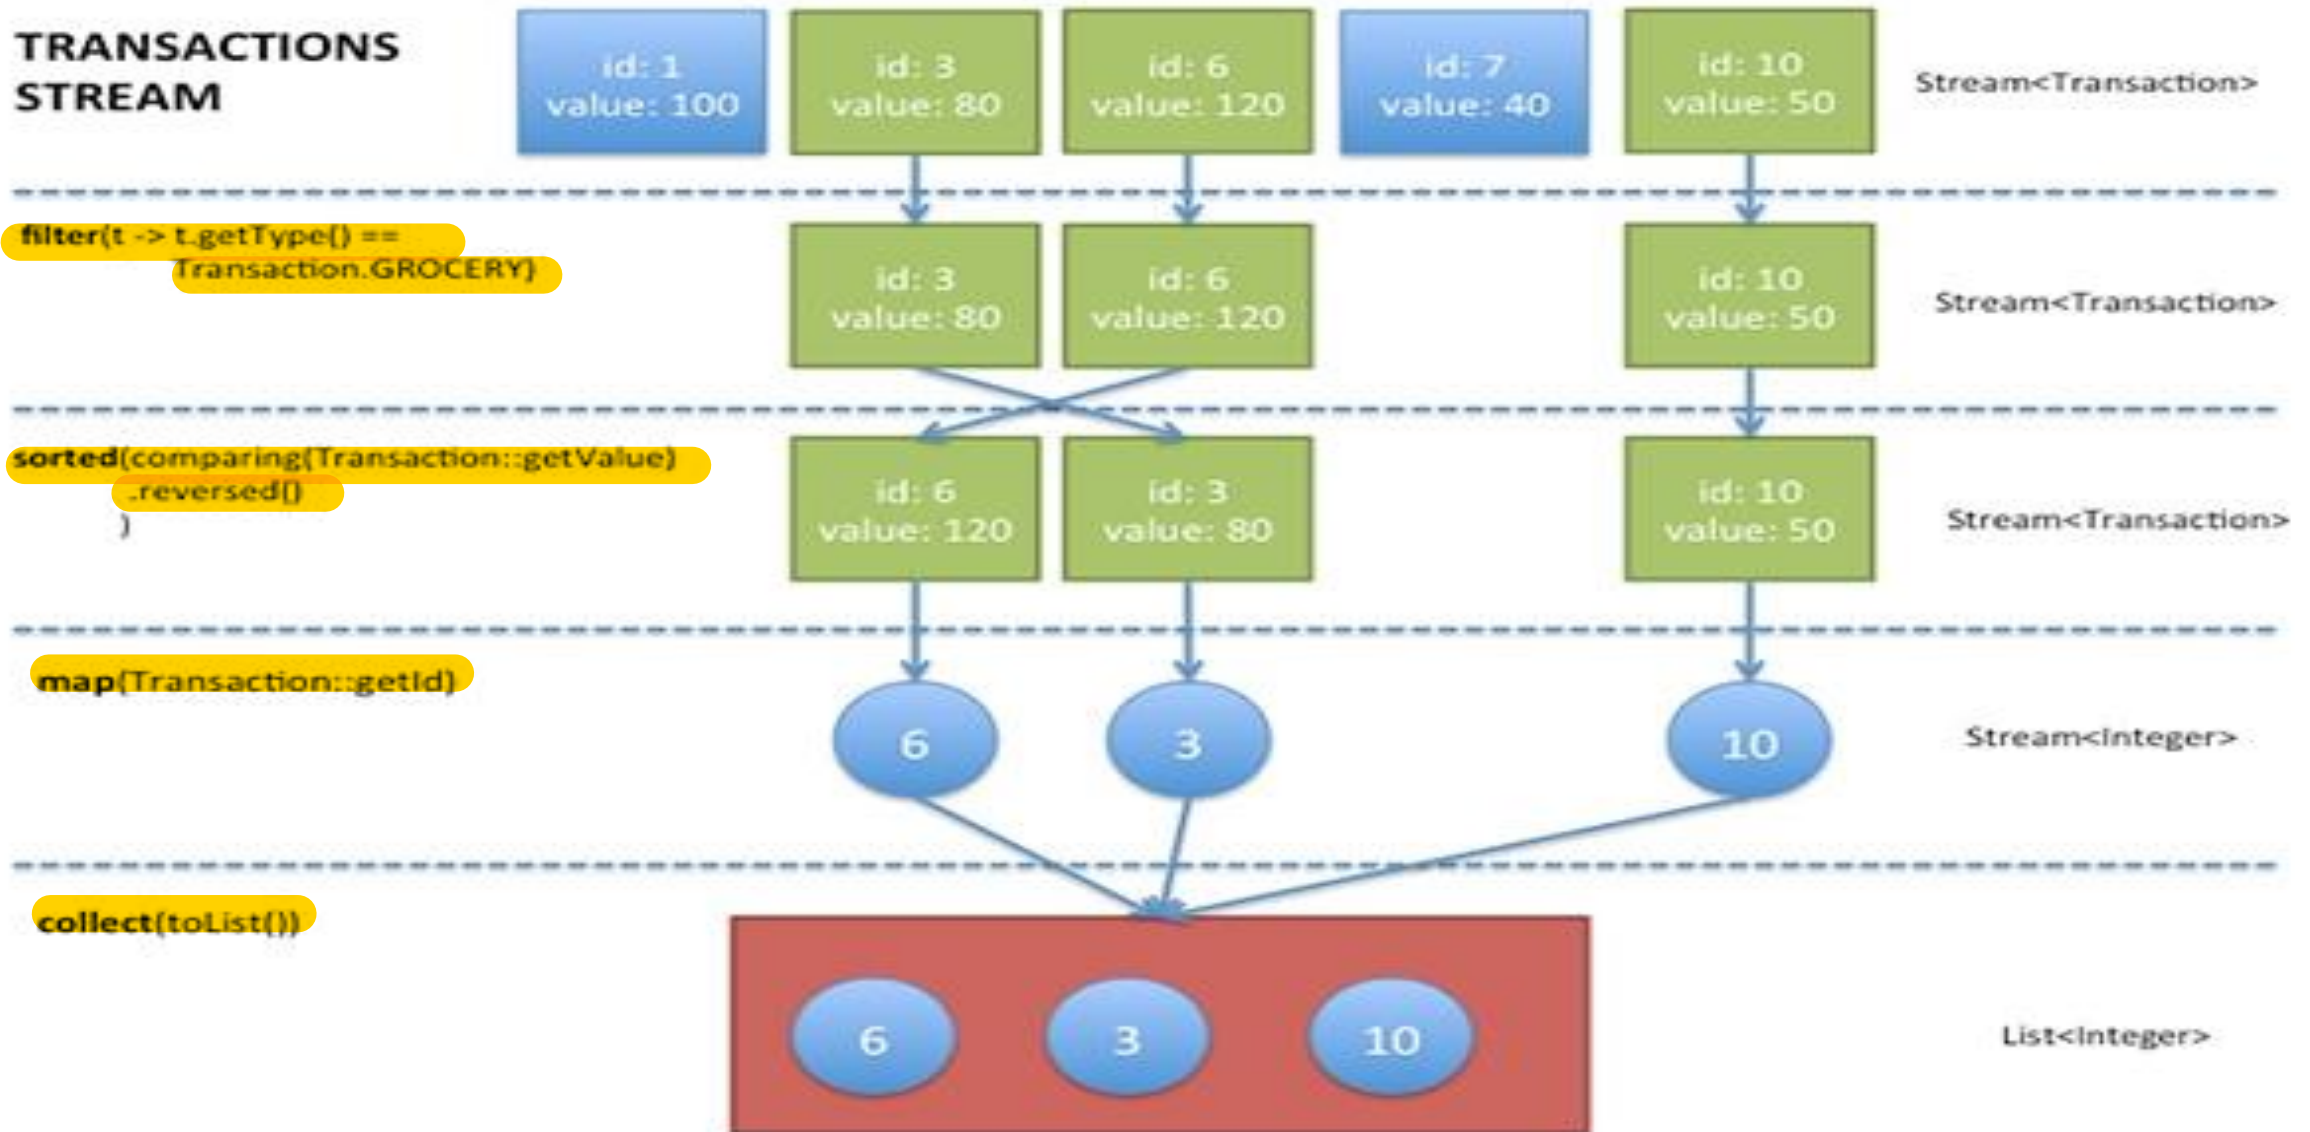 TRANSACTIONS
STREAM
id: 1
value: 100
id: 3
value: 80
id: 6
value: 120
id: 7
value: 40
id: 10
value: 50
Stream<Transaction>
filter(t -> t.getType() ==
Transaction.GROCERY)
id: 3
value: 80
id: 6
value: 120
id: 10
value: 50
Stream<Transaction>
sorted(comparing(Transaction::getValue)
.reversed()
)
id: 6
value: 120
id: 3
value: 80
id: 10
value: 50
Stream<Transaction>
map(Transaction::getId)
6
3
10
Stream<Integer>
collect(toList())
6
3
10
List<Integer>